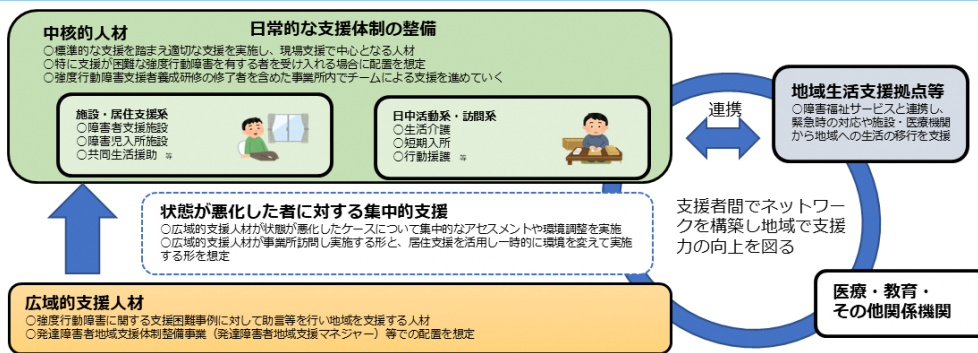 日常的な支援体制の整備
中核的人材
○標準的な支援を踏まえ適切な支援を実施し、現場支援で中心となる人材
○特に支援が困難な強度行動障害を有する者を受け入れる場合に配置を想定
○強度行動障害支援者養成研修の修了者を含めた事業所内でチームによる支援を進めていく
施設・居住支援系
○障害者支援施設
○障害児入所施設
○共同生活援助 等
日中活動系・訪問系
○生活介護
○短期入所
○行動援護 等
連携
地域生活支援拠点等
○障害福祉サービスと連携し、
緊急時の対応や施設・医療機関
から地域への生活の移行を支援
状態が悪化した者に対する集中的支援
○広域的支援人材が状態が悪化したケースについて集中的なアセスメントや環境調整を実施
○広域的支援人材が事業所訪問し実施する形と、居住支援を活用し一時的に環境を変えて実施
する形を想定
支援者間でネットワー
クを構築し地域で支援
力の向上を図る
広域的支援人材
○強度行動障害に関する支援困難事例に対して助言等を行い地域を支援する人材
○発達障害者地域支援体制整備事業（発達障害者地域支援マネジャー）等での配置を想定
医療・教育・
その他関係機関